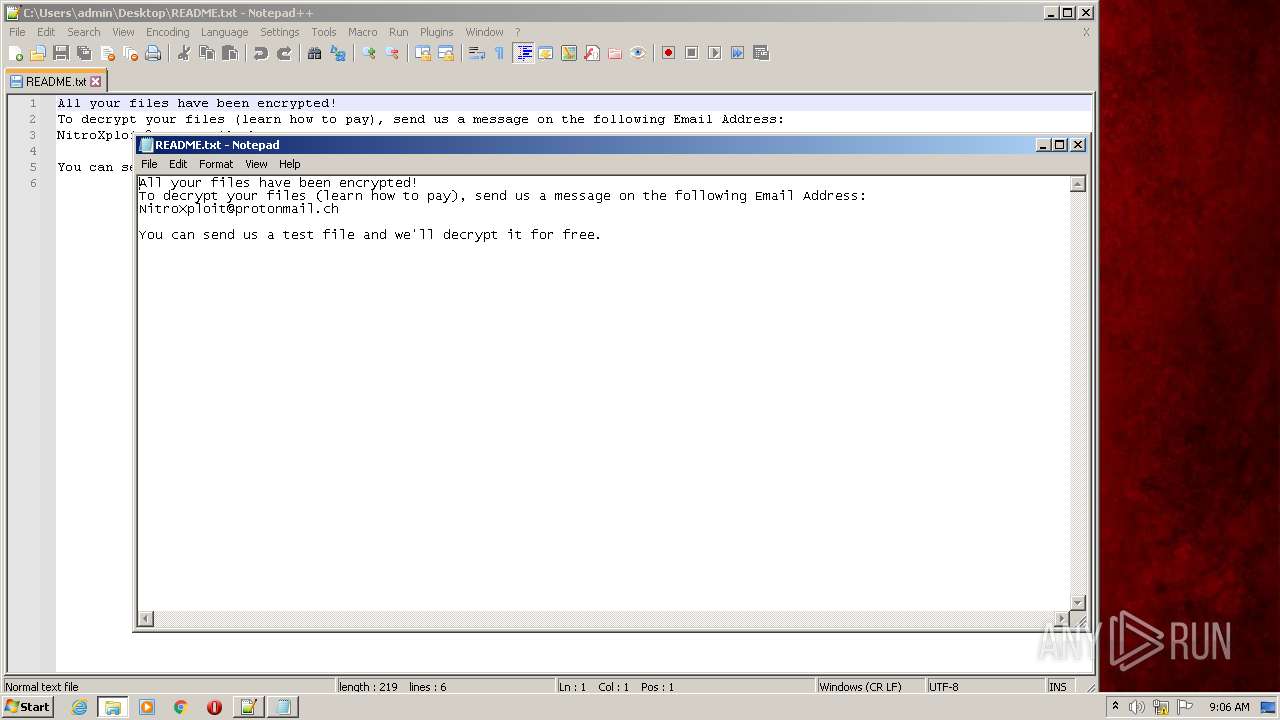 C:\Users\admin\Desktop\README.txt - Notepad++
File Edit Search View Encoding Language Settings Tools Macro Run Plugins Window ? X
README.txt
1 All your files have been encrypted!
2 To decrypt your files (learn how to pay), send us a message on the following Email Address:
3
4
5 You can
6
README.txt - Notepad
File Edit Format View Help
All your files have been encrypted!
To decrypt your files (learn how to pay), send us a message on the following Email Address:
NitroXploit@protonmail.ch
You can send us a test file and we'll decrypt it for free.
ANY RUN
Normal text file length : 210 lines : 6 Ln : 1 Col : 1 Pos : 1 Windows (CR LF) UTF-8 INS
Start 9:06 AM